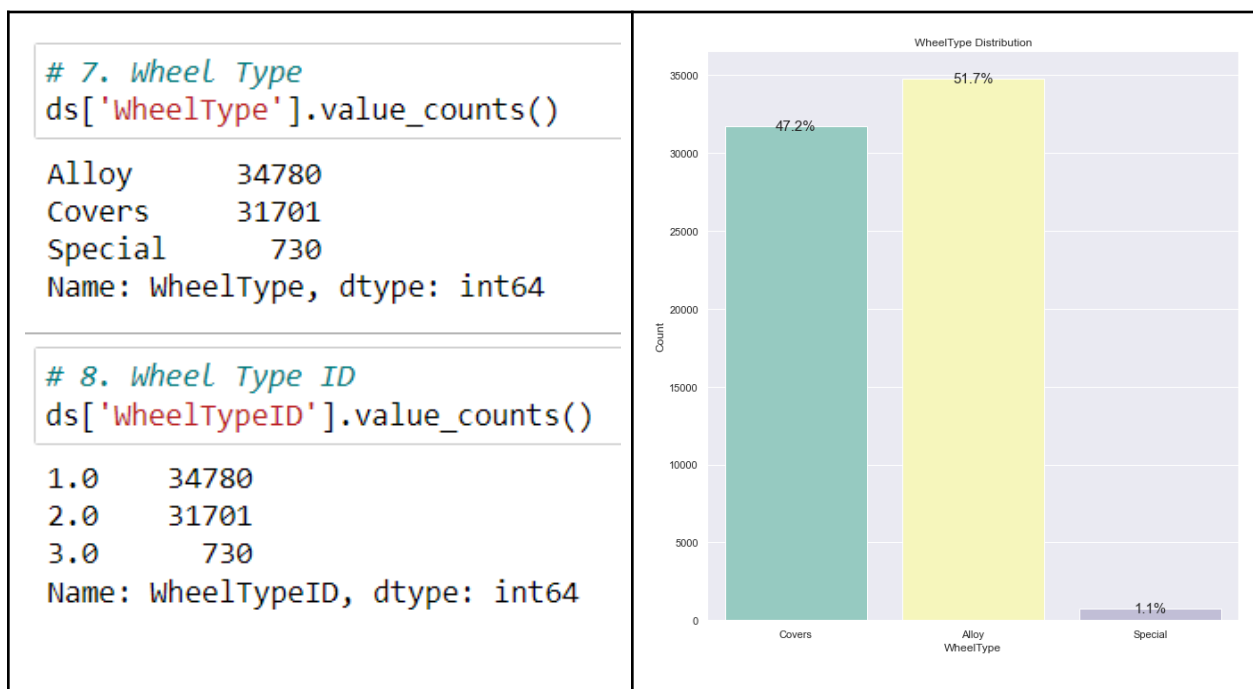 # 7. Wheel Type
ds['WheelType'].value_counts()
Alloy 34780
Covers 31701
Special 730
Name: WheelType, dtype: int64
# 8. Wheel Type ID
ds['WheelTypeID'].value_counts()
1.0 34780
2.0 31701
3.0 730
Name: WheelTypeID, dtype: int64
WheelType Distribution
35000
30000
25000
20000
15000
10000
5000
0
Count
47.2%
51.7%
1.1%
Covers Alloy Special
WheelType